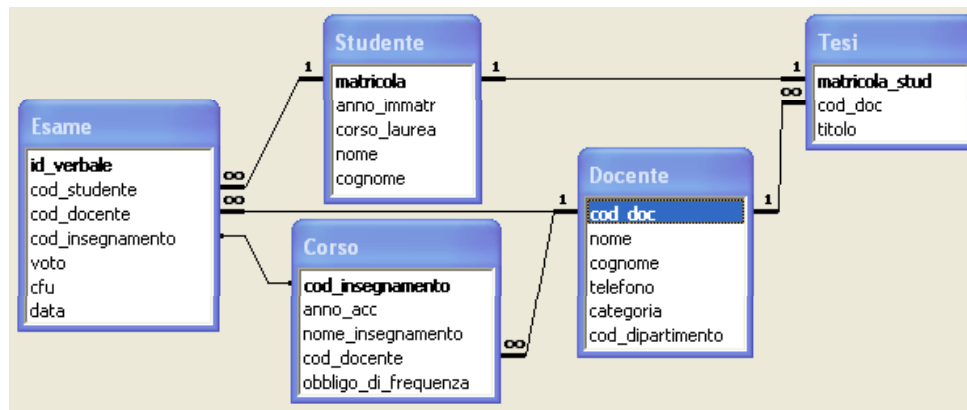 Studente
matricola
anno_immatr
corso_laurea
nome
cognome
Tesi
matricola_stud
cod_doc
titolo
Esame
id_verbale
cod_studente
cod_docente
cod_insegnamento
voto
cfu
data
Corso
cod_insegnamento
anno_acc
nome_insegnamento
cod_docente
obbligo_di_frequenza
Docente
cod_doc
nome
cognome
telefono
categoria
cod_dipartimento
1
1
1
∞
∞
∞
1
1
∞